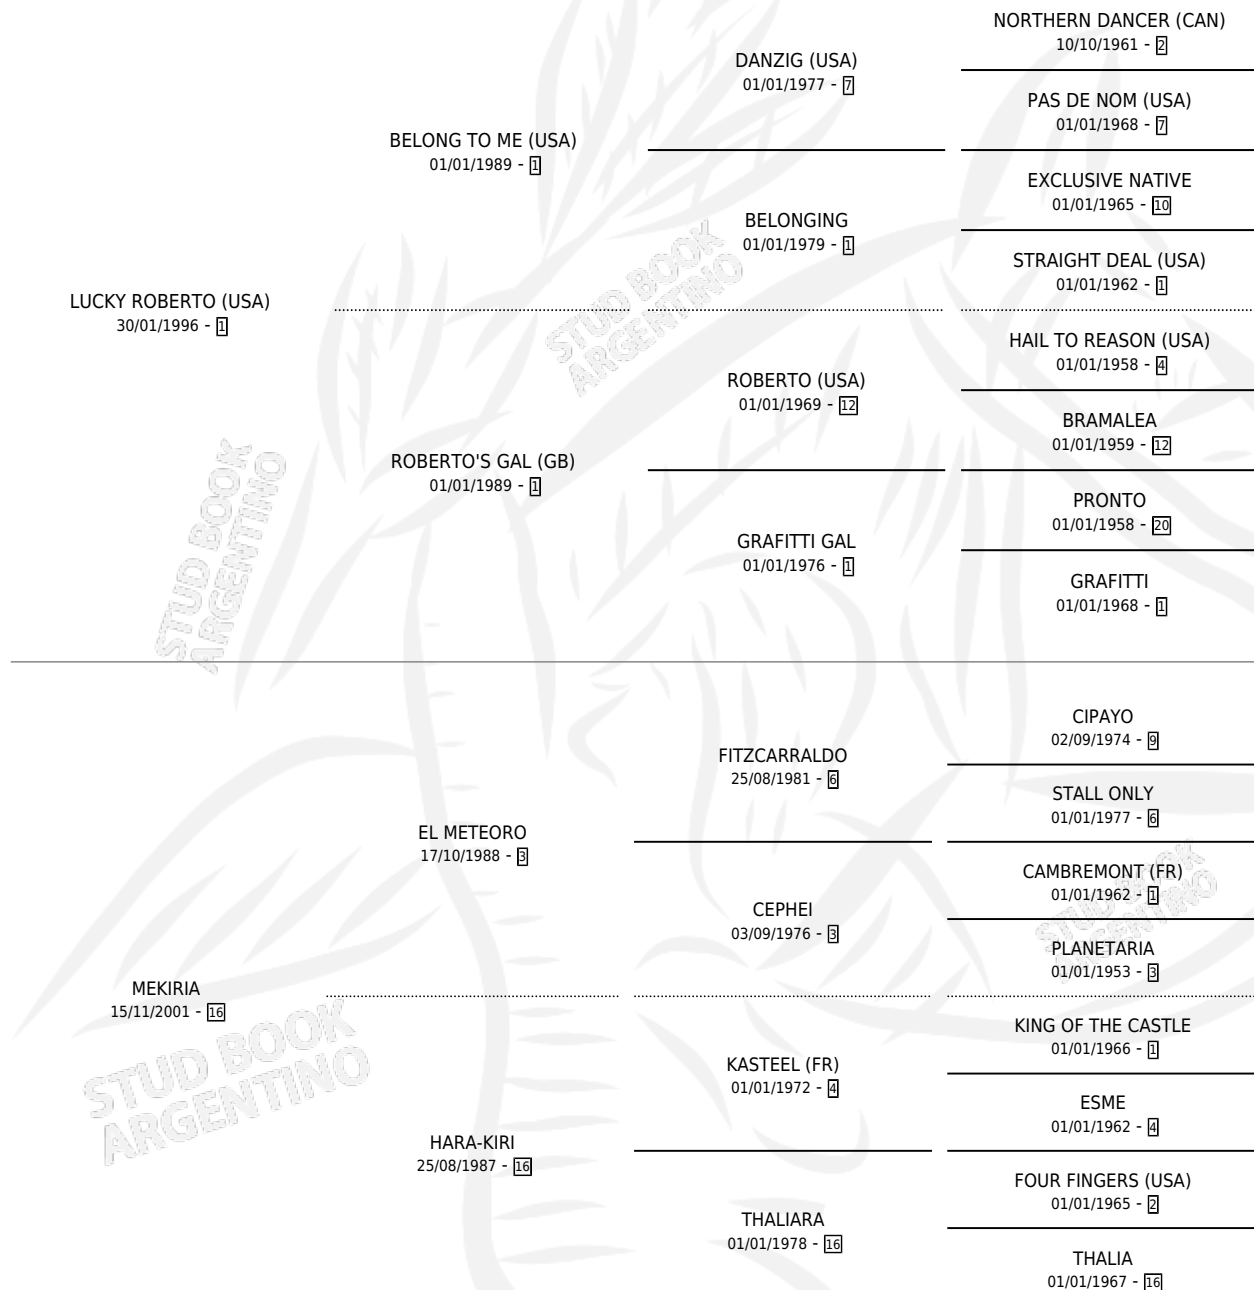 NORTHERN DANCER (CAN)
10/10/1961 - 2
DANZIG (USA)
01/01/1977 - 7
PAS DE NOM (USA)
01/01/1968 - 7
BELONG TO ME (USA)
01/01/1989 - 1
EXCLUSIVE NATIVE
01/01/1965 - 10
BELONGING
01/01/1979 - 1
STRAIGHT DEAL (USA)
01/01/1962 - 1
LUCKY ROBERTO (USA)
30/01/1996 - 1
STUD BOOK
ARGENTINO
HAIL TO REASON (USA)
01/01/1958 - 4
ROBERTO (USA)
01/01/1969 - 12
BRAMALEA
01/01/1959 - 12
ROBERTO'S GAL (GB)
01/01/1989 - 1
PRONTO
01/01/1958 - 20
GRAFITTI GAL
01/01/1976 - 1
GRAFITTI
01/01/1968 - 1
STUD BOOK
ARGENTINO
CIPAYO
02/09/1974 - 9
FITZCARRALDO
25/08/1981 - 6
STALL ONLY
01/01/1977 - 6
EL METEORO
17/10/1988 - 3
CAMBREMONT (FR)
01/01/1962 - 1
CEPHEI
03/09/1976 - 3
STUD BOOK
ARGENTINO
PLANETARIA
01/01/1953 - 3
MEKIRIA
15/11/2001 - 16
STUD BOOK
ARGENTINO
KING OF THE CASTLE
01/01/1966 - 1
KASTEEL (FR)
01/01/1972 - 4
ESME
01/01/1962 - 4
HARA-KIRI
25/08/1987 - 16
FOUR FINGERS (USA)
01/01/1965 - 2
THALIARA
01/01/1978 - 16
THALIA
01/01/1967 - 16